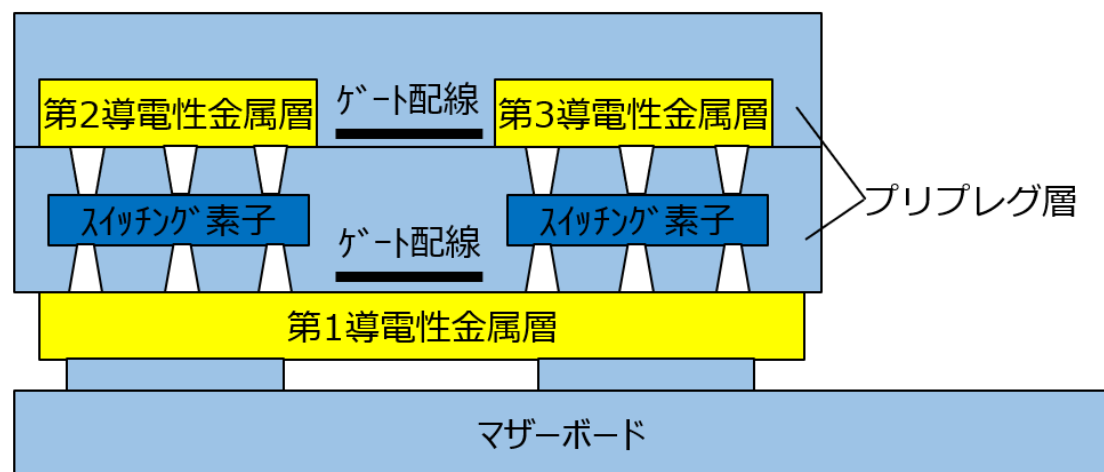 ｹﾞｰﾄ配線
第2導電性金属層
第3導電性金属層
プリプレグ層
ｽｲｯﾁﾝｸﾞ素子
ｽｲｯﾁﾝｸﾞ素子
ｹﾞｰﾄ配線
第1導電性金属層
マザーボード